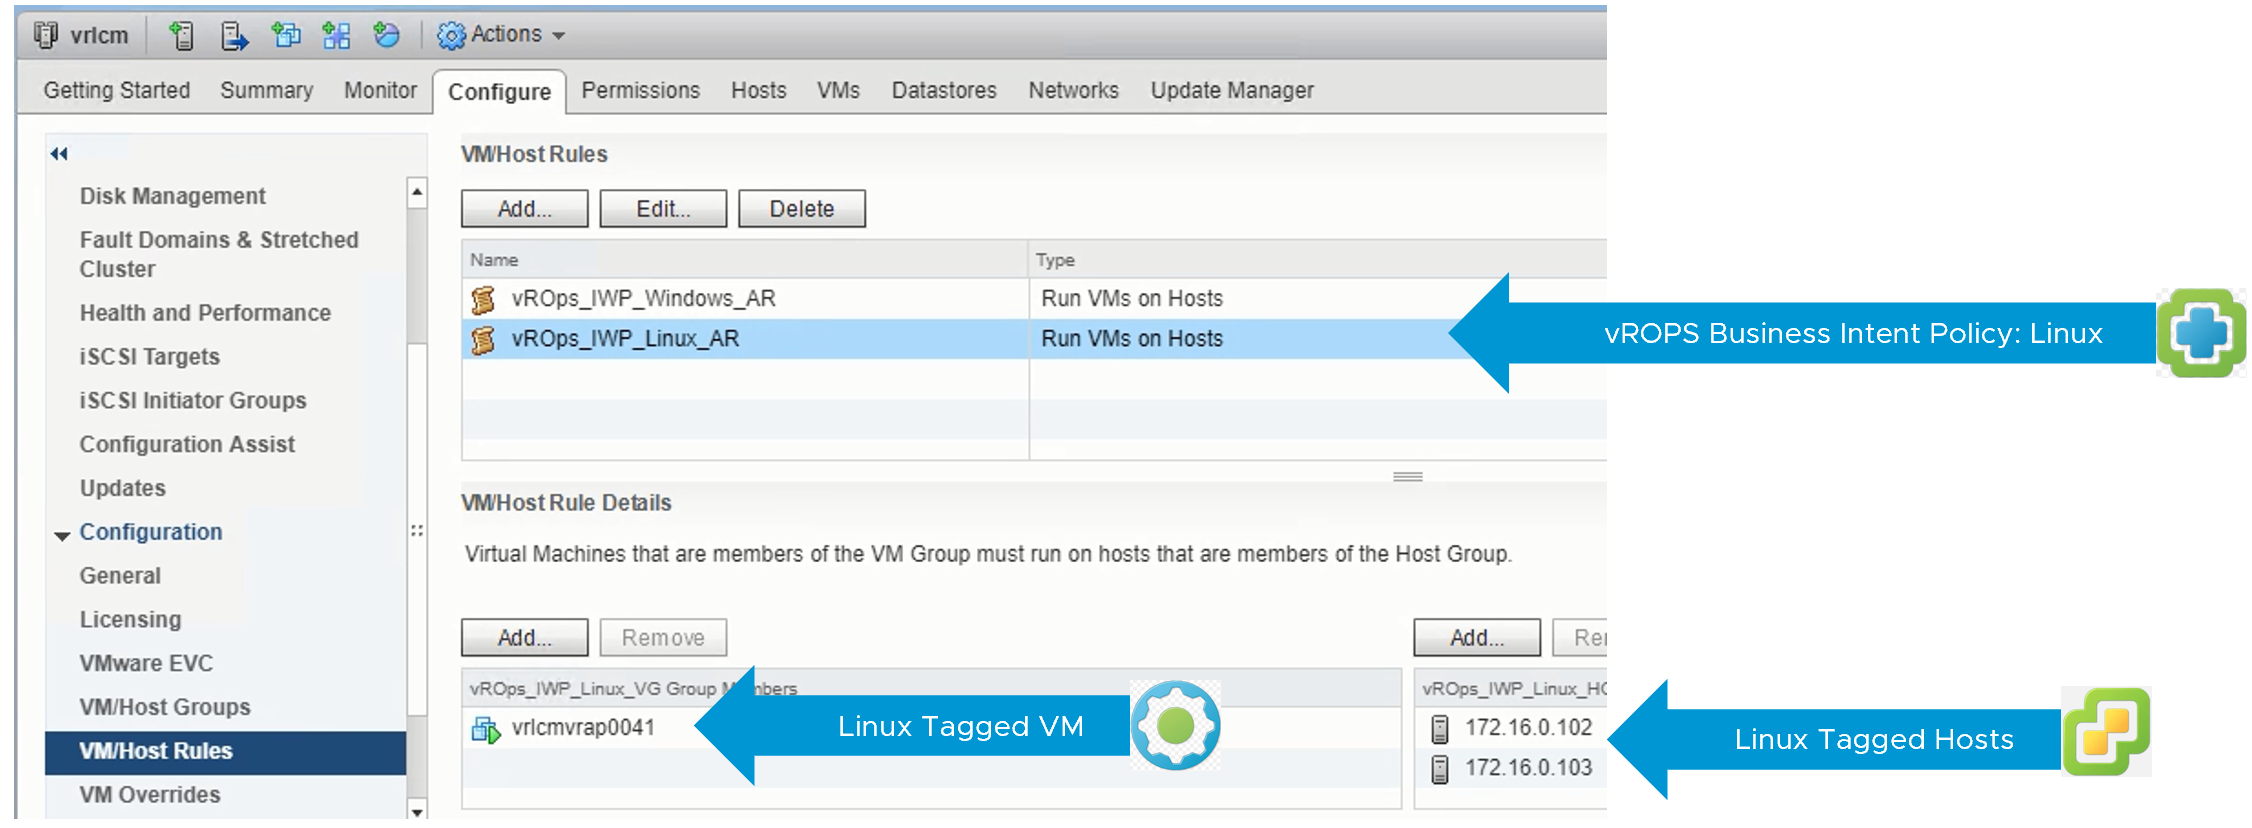 vrlcm Actions
Getting Started Summary Monitor Configure Permissions Hosts VMs Datastores Networks Update Manager
Disk Management
Fault Domains & Stretched
Cluster
Health and Performance
iSCSI Targets
iSCSI Initiator Groups
Configuration Assist
Updates
Configuration
General
Licensing
VMware EVC
VM/Host Groups
VM/Host Rules
VM Overrides
VM/Host Rules
Add... Edit... Delete
Name Type
vROps_IWP_Windows_AR Run VMs on Hosts
vROps_IWP_Linux_AR Run VMs on Hosts
vROPS Business Intent Policy: Linux
VM/Host Rule Details
Virtual Machines that are members of the VM Group must run on hosts that are members of the Host Group.
Add... Remove
vROps_IWP_Linux_VG Group Members
vrlcmvrap0041
Linux Tagged VM
Add...
vROps_IWP_Linux_HG
172.16.0.102
172.16.0.103
Linux Tagged Hosts